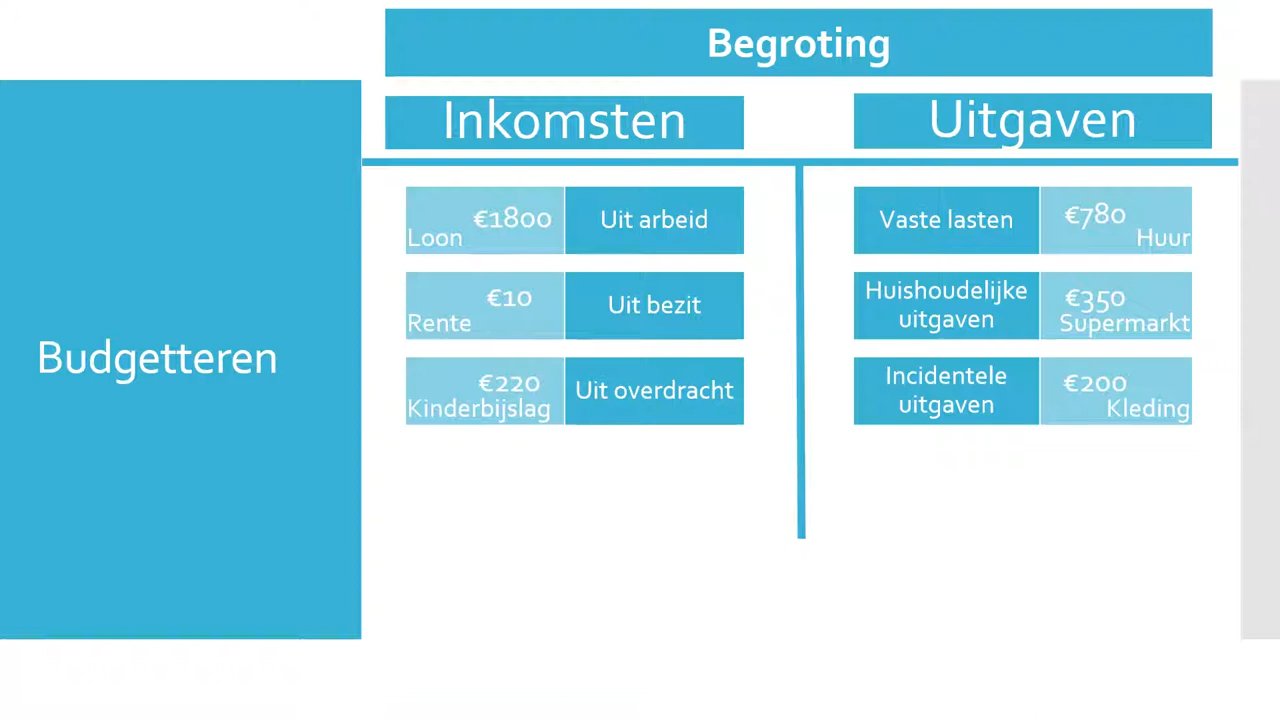 Begroting
Inkomsten
Uitgaven
Budgetteren
€1800
Loon
Uit arbeid
€10
Rente
Uit bezit
€220
Kinderbijslag
Uit overdracht
Vaste lasten
€780
Huur
Huishoudelijke
uitgaven
€350
Supermarkt
Incidentele
uitgaven
€200
Kleding